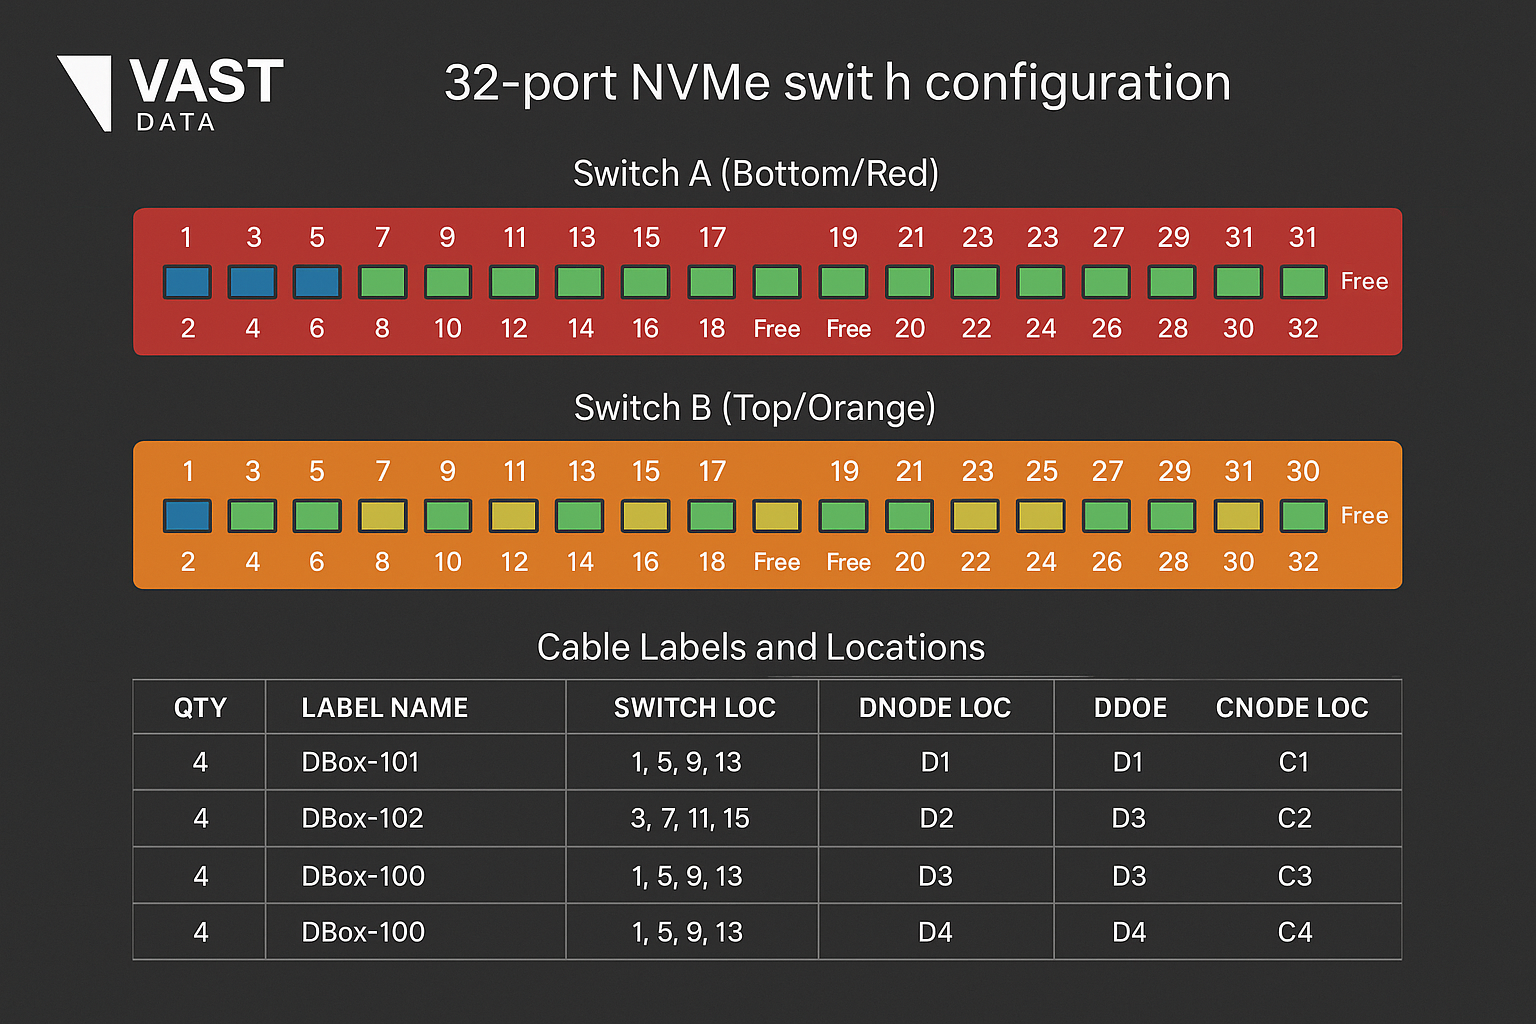 VAST
DATA
32-port NVMe swit h configuration
Switch A (Bottom/Red)
1 3 5 7 9 11 13 15 17 19 21 23 23 27 29 31 31
Free
2 4 6 8 10 12 14 16 18 Free Free 20 22 24 26 28 30 32
Switch B (Top/Orange)
1 3 5 7 9 11 13 15 17 19 21 23 25 27 29 31 30
Free
2 4 6 8 10 12 14 16 18 Free Free 20 22 24 26 28 30 32
Cable Labels and Locations
QTY LABEL NAME SWITCH LOC DNODE LOC DDOE CNODE LOC
4 DBox-101 1, 5, 9, 13 D1 D1 C1
4 DBox-102 3, 7, 11, 15 D2 D3 C2
4 DBox-100 1, 5, 9, 13 D3 D3 C3
4 DBox-100 1, 5, 9, 13 D4 D4 C4